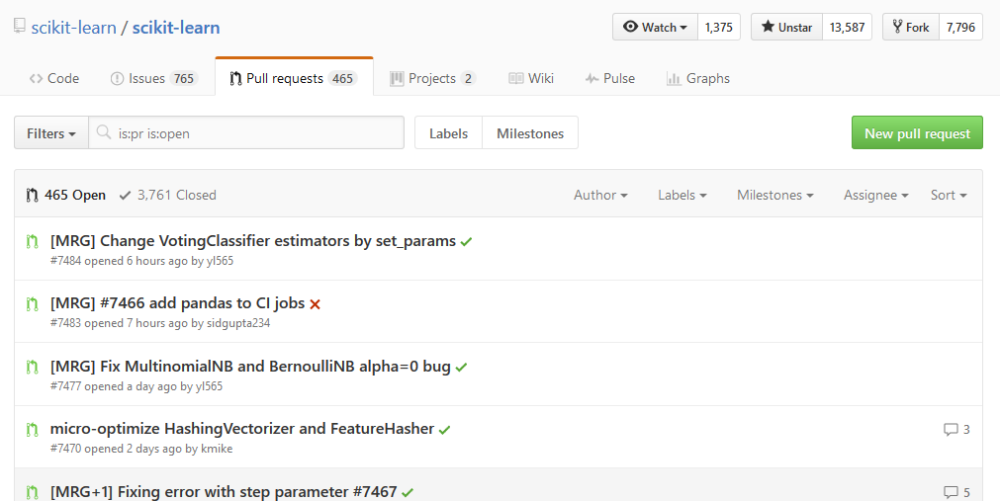 scikit-learn / scikit-learn
Watch 1,375 Unstar 13,587 Fork 7,796
Code Issues 765 Pull requests 465 Projects 2 Wiki Pulse Graphs
Filters is:pr is:open Labels Milestones New pull request
465 Open 3,761 Closed Author Labels Milestones Assignee Sort
[MRG] Change VotingClassifier estimators by set_params
#7484 opened 6 hours ago by yl565
[MRG] #7466 add pandas to CI jobs
#7483 opened 7 hours ago by sidgupta234
[MRG] Fix MultinomialNB and BernoulliNB alpha=0 bug
#7477 opened a day ago by yl565
micro-optimize HashingVectorizer and FeatureHasher 3
#7470 opened 2 days ago by kmike
[MRG+1] Fixing error with step parameter #7467 5